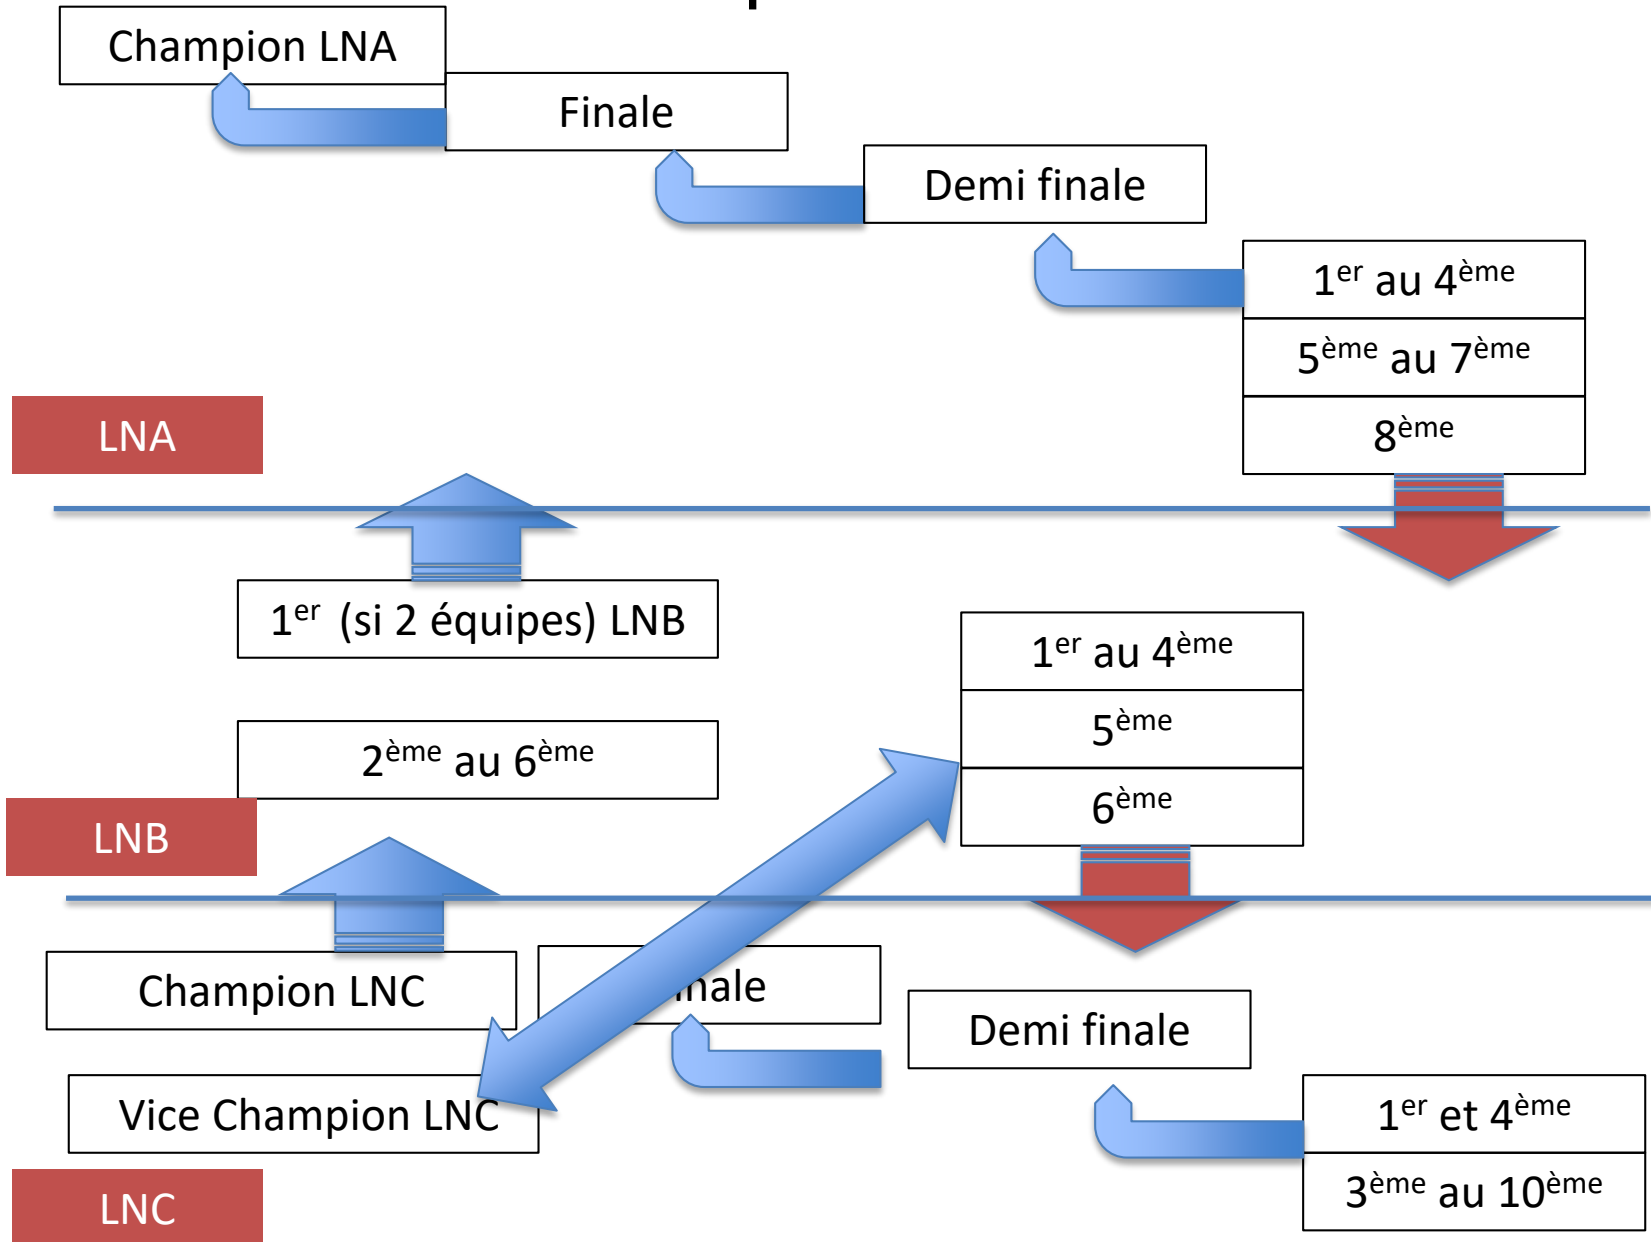 Champion LNA
Finale
Demi finale
1er au 4ème
5ème au 7ème
8ème
LNA
1er (si 2 équipes) LNB
1er au 4ème
5ème
6ème
2ème au 6ème
LNB
Champion LNC
Demi finale
Vice Champion LNC
1er et 4ème
3ème au 10ème
LNC